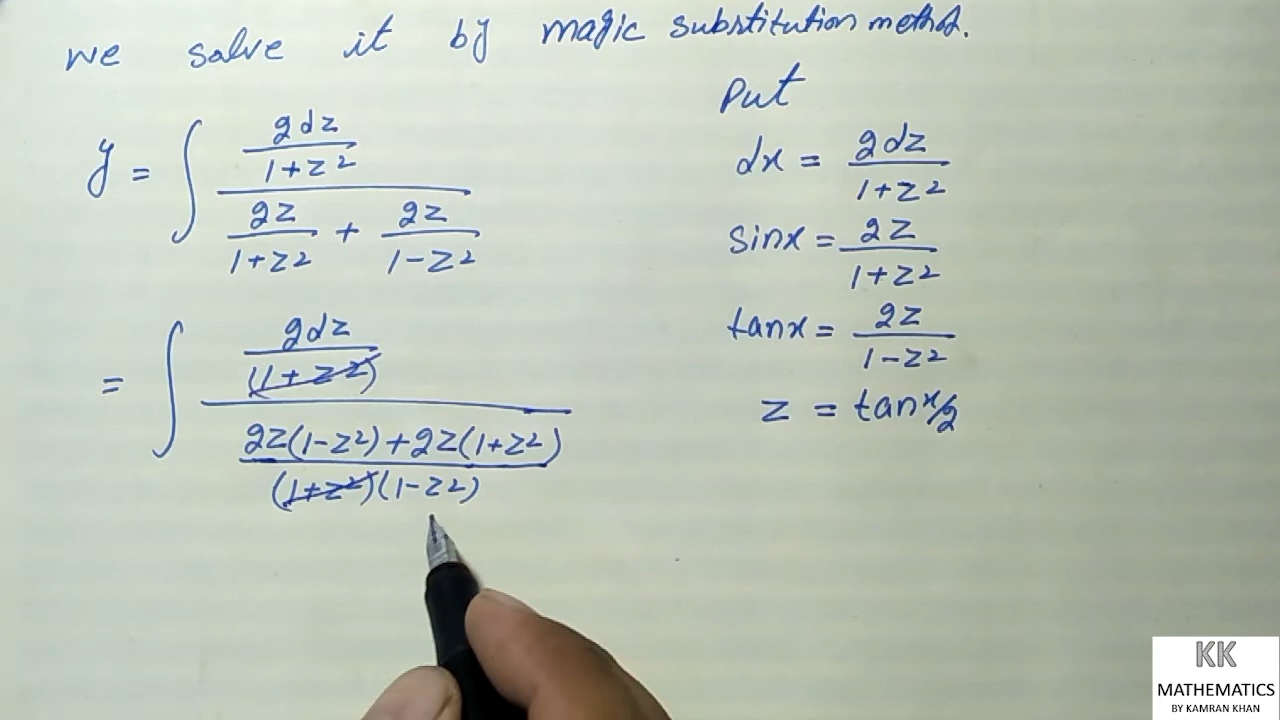 we solve it by magic substitution method.
Put
y = ∫ (2dz / 1+z²) / (2z / 1+z² + 2z / 1-z²)
dx = 2dz / 1+z²
sinx = 2z / 1+z²
= ∫ (2dz / (1+z²)) / (2z(1-z²)+2z(1+z²) / (1+z²)(1-z²))
tanx = 2z / 1-z²
z = tan x/2
KK
MATHEMATICS
BY KAMRAN KHAN